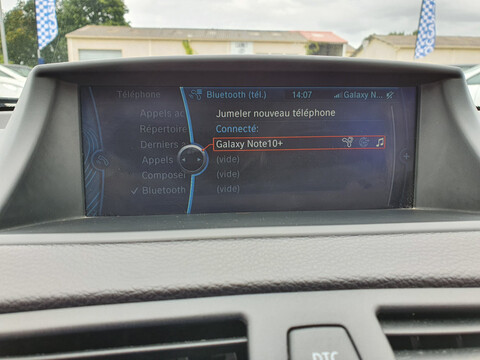 Téléphone
Bluetooth (tél.) 14:07 Galaxy N...
Appels ac
Répertoire
Derniers
Appels
Composer
✓ Bluetooth
Jumeler nouveau téléphone
Connecté:
Galaxy Note10+
(vide)
(vide)
(vide)
DTC